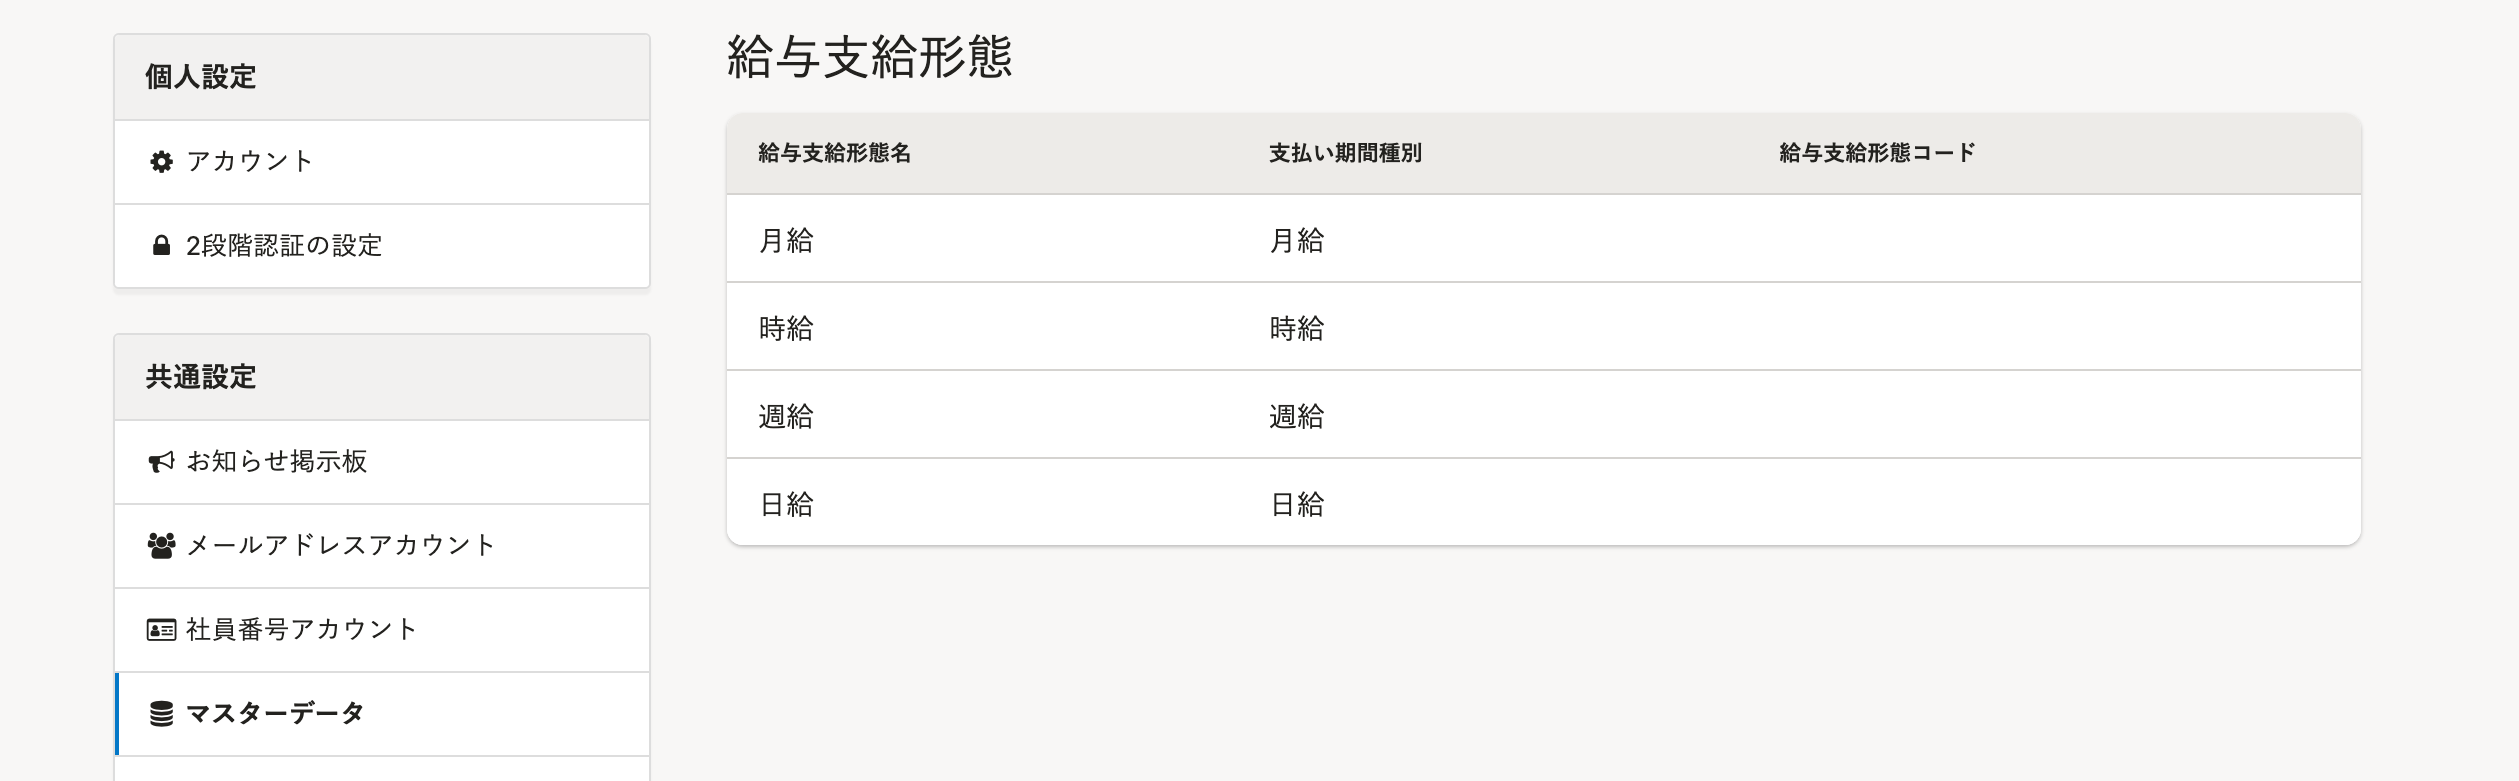 個人設定
アカウント
2段階認証の設定
共通設定
お知らせ掲示板
メールアドレスアカウント
社員番号アカウント
マスターデータ
給与支給形態
給与支給形態名 支払い期間種別 給与支給形態コード
月給 月給
時給 時給
週給 週給
日給 日給